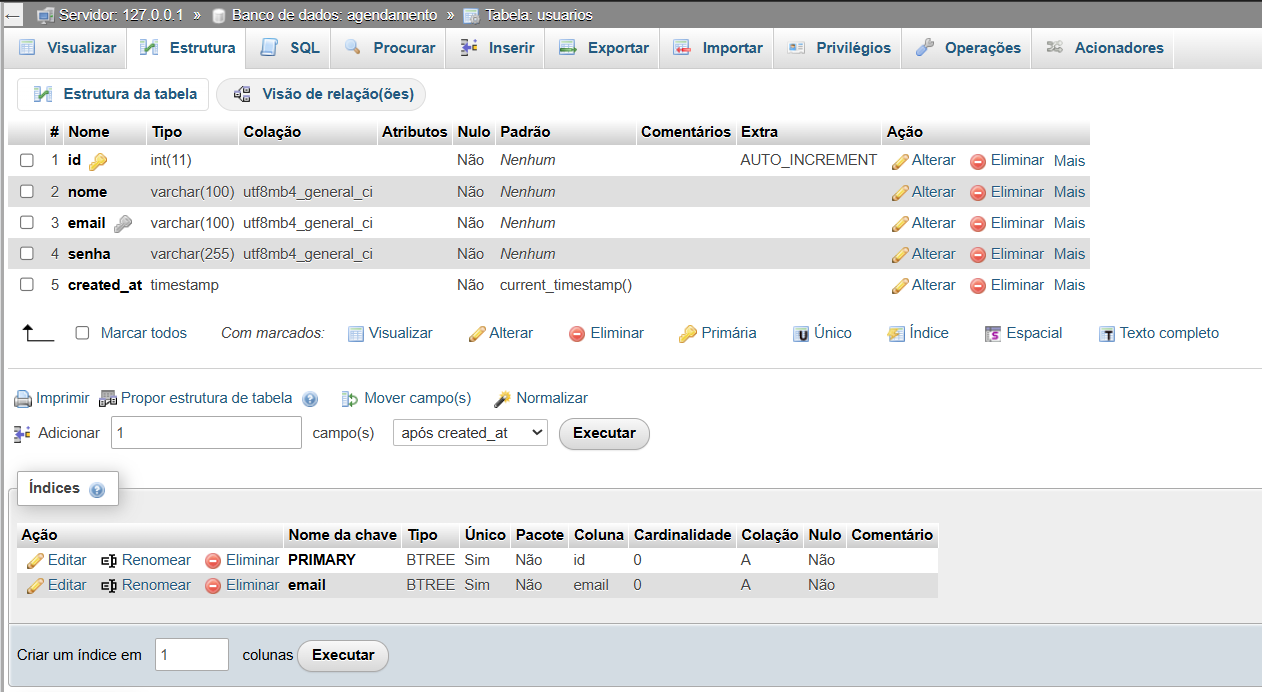 Servidor: 127.0.0.1 » Banco de dados: agendamento » Tabela: usuarios
Visualizar Estrutura SQL Procurar Inserir Exportar Importar Privilégios Operações Acionadores
Estrutura da tabela Visão de relação(ões)
# Nome Tipo Colação Atributos Nulo Padrão Comentários Extra Ação
1 id int(11) Não Nenhum AUTO_INCREMENT Alterar Eliminar Mais
2 nome varchar(100) utf8mb4_general_ci Não Nenhum Alterar Eliminar Mais
3 email varchar(100) utf8mb4_general_ci Não Nenhum Alterar Eliminar Mais
4 senha varchar(255) utf8mb4_general_ci Não Nenhum Alterar Eliminar Mais
5 created_at timestamp Não current_timestamp() Alterar Eliminar Mais
Marcar todos Com marcados: Visualizar Alterar Eliminar Primária Único Índice Espacial Texto completo
Imprimir Propor estrutura de tabela Mover campo(s) Normalizar
Adicionar 1 campo(s) após created_at Executar
Índices
Ação Nome da chave Tipo Único Pacote Coluna Cardinalidade Colação Nulo Comentário
Editar Renomear Eliminar PRIMARY BTREE Sim Não id 0 A Não
Editar Renomear Eliminar email BTREE Sim Não email 0 A Não
Criar um índice em 1 colunas Executar